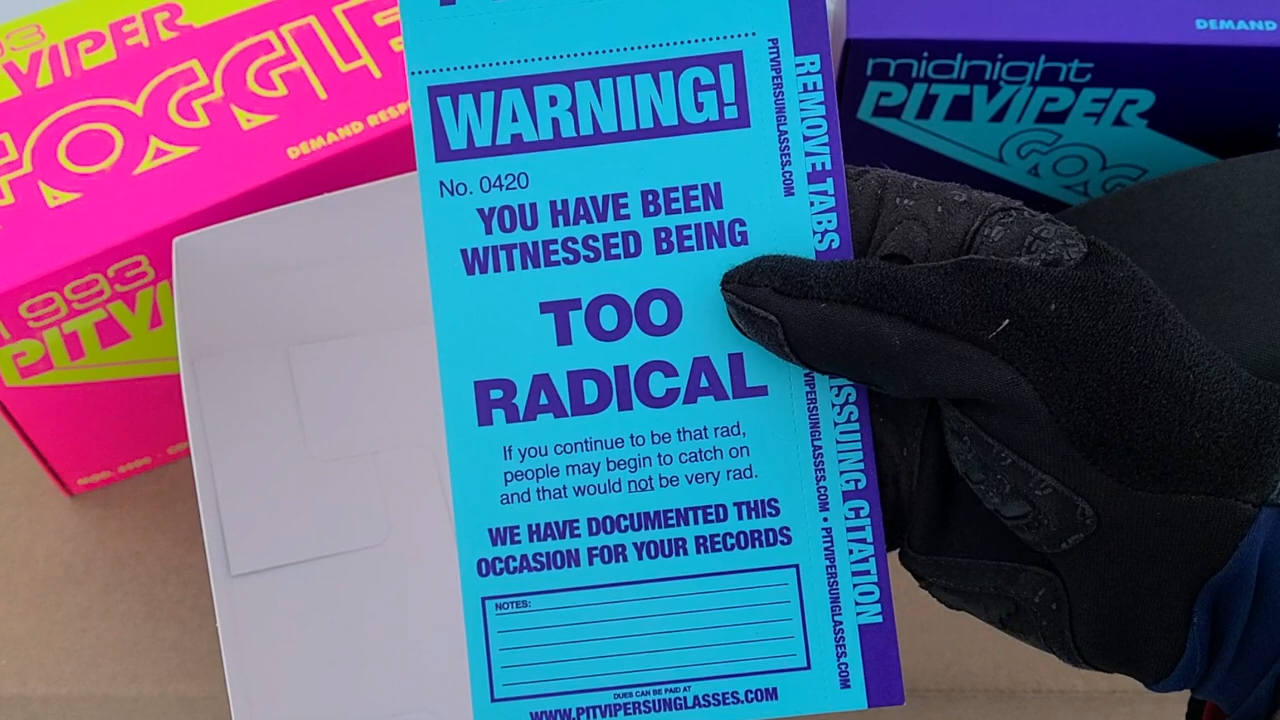 PITVIPER
DEMAND RESP
1993
PITVI
WARNING!
No. 0420
YOU HAVE BEEN
WITNESSED BEING
TOO
RADICAL
If you continue to be that rad,
people may begin to catch on
and that would not be very rad.
WE HAVE DOCUMENTED THIS
OCCASION FOR YOUR RECORDS
NOTES:
DUES CAN BE PAID AT
WWW.PITVIPERSUNGLASSES.COM
PITVIPERSUNGLASSES.COM
REMOVE TABS
ISSUING CITATION
VIPERSUNGLASSES.COM • PITVIPERSUNGLASSES.COM
DEMAND
midnight
PITVIPER
GOG